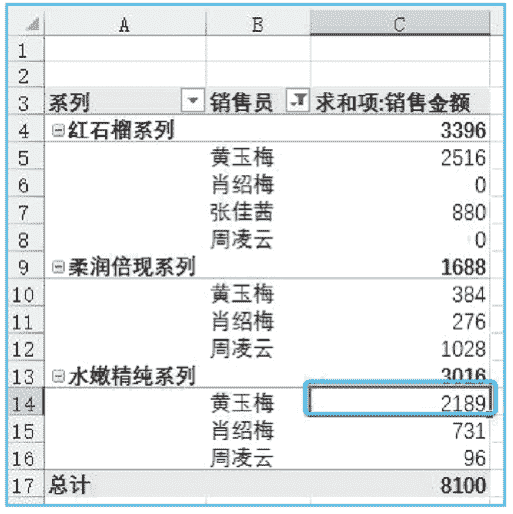 A B C
1
2
3 系列 销售员 求和项:销售金额
4 红石榴系列 3396
5 黄玉梅 2516
6 肖绍梅 0
7 张佳茜 880
8 周凌云 0
9 柔润倍现系列 1688
10 黄玉梅 384
11 肖绍梅 276
12 周凌云 1028
13 水嫩精纯系列 3016
14 黄玉梅 2189
15 肖绍梅 731
16 周凌云 96
17 总计 8100